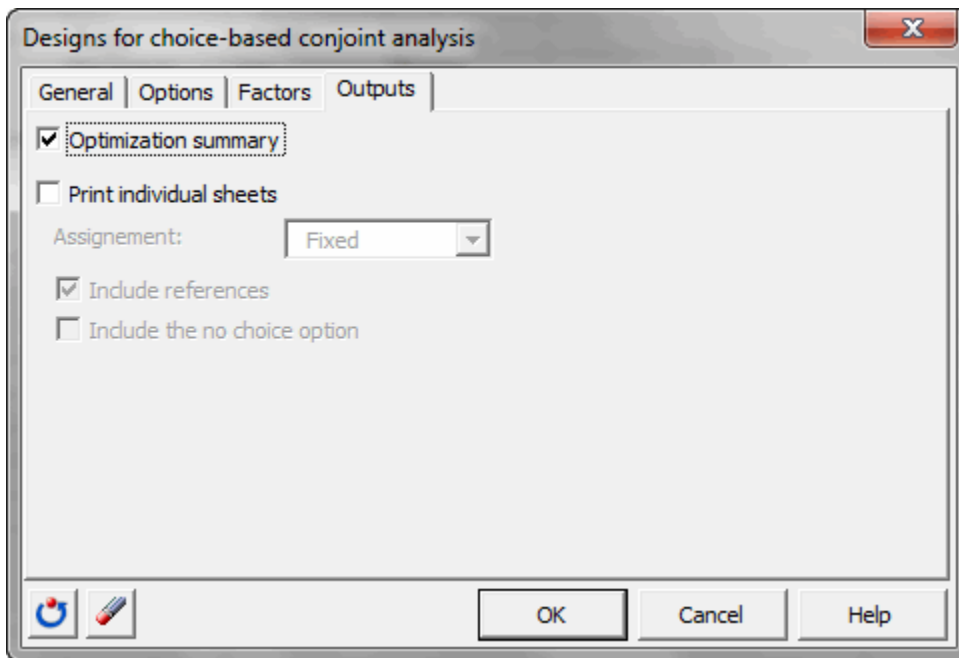 Designs for choice-based conjoint analysis
General Options Factors Outputs
Optimization summary
Print individual sheets
Assignement: Fixed
Include references
Include the no choice option
OK Cancel Help